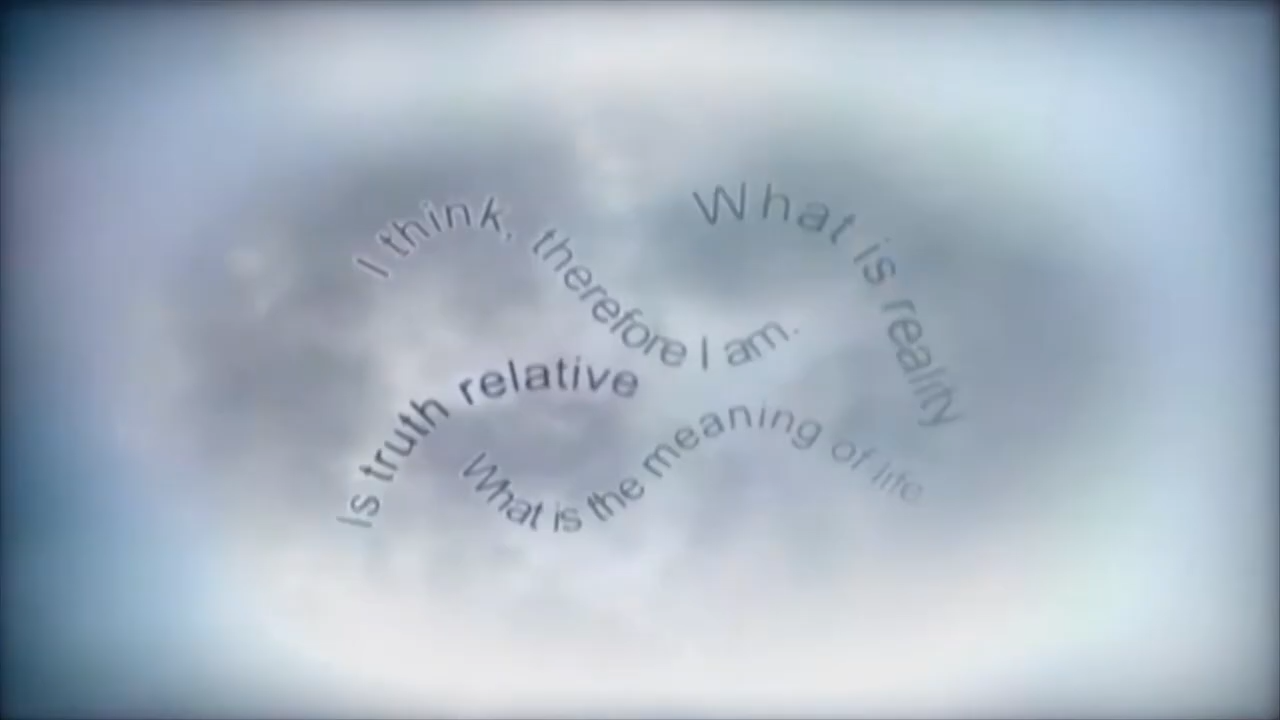 I think, therefore I am.
What is reality
Is truth relative
What is the meaning of life